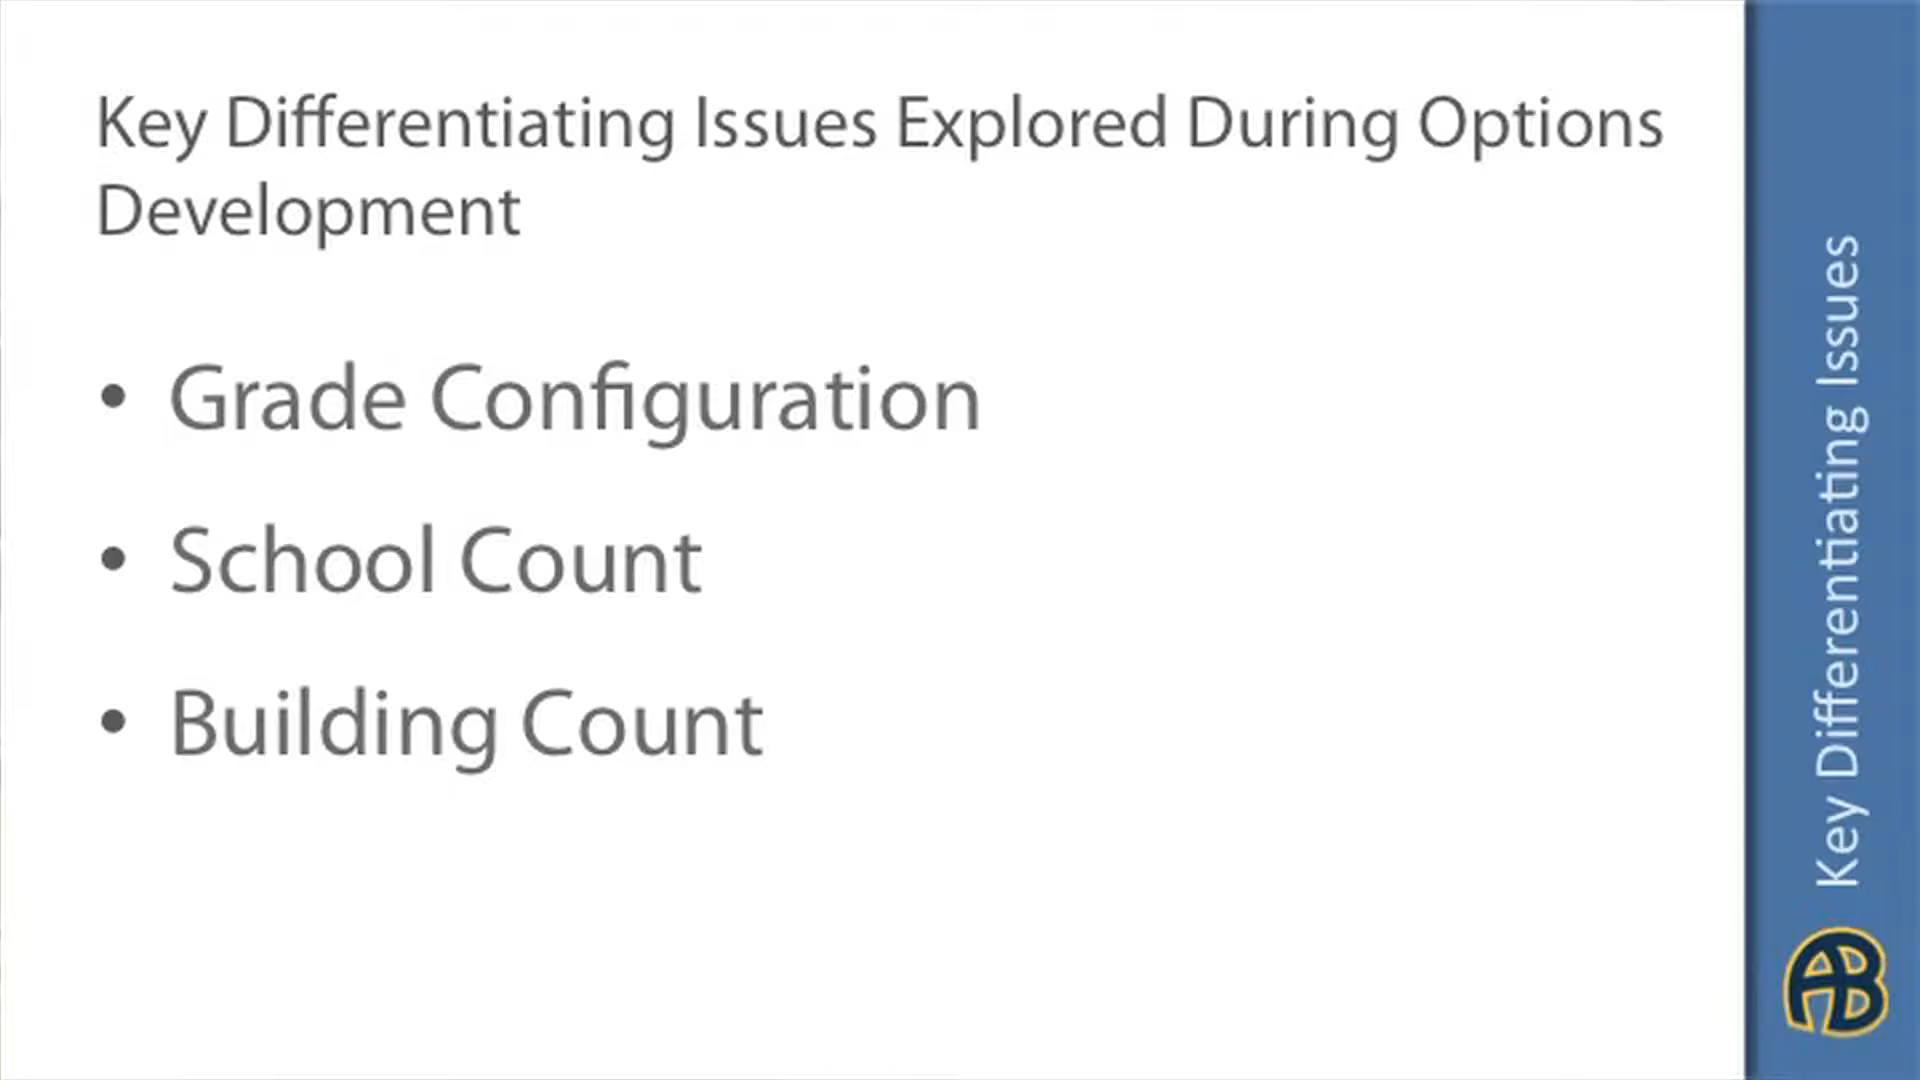 Key Differentiating Issues Explored During Options
Development
• Grade Configuration
• School Count
• Building Count
Key Differentiating Issues
AB